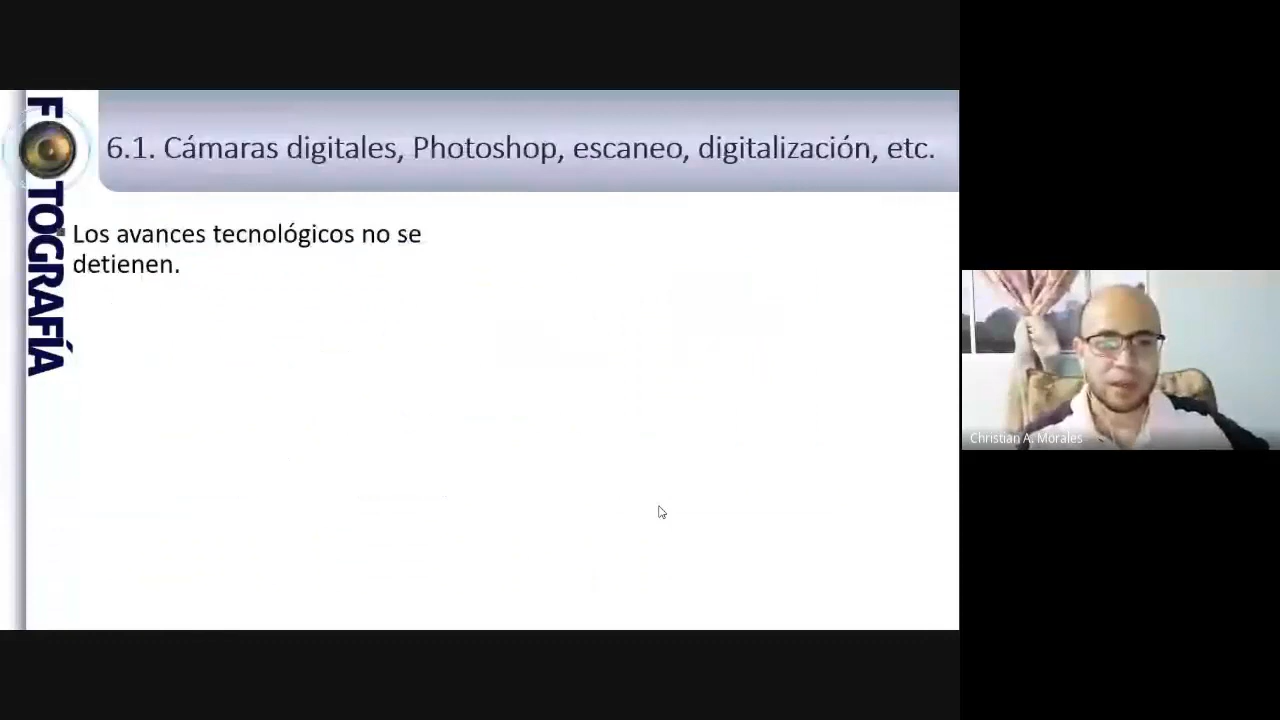 FOTOGRAFÍA
6.1. Cámaras digitales, Photoshop, escaneo, digitalización, etc.
Los avances tecnológicos no se
detienen.
Christian A. Morales